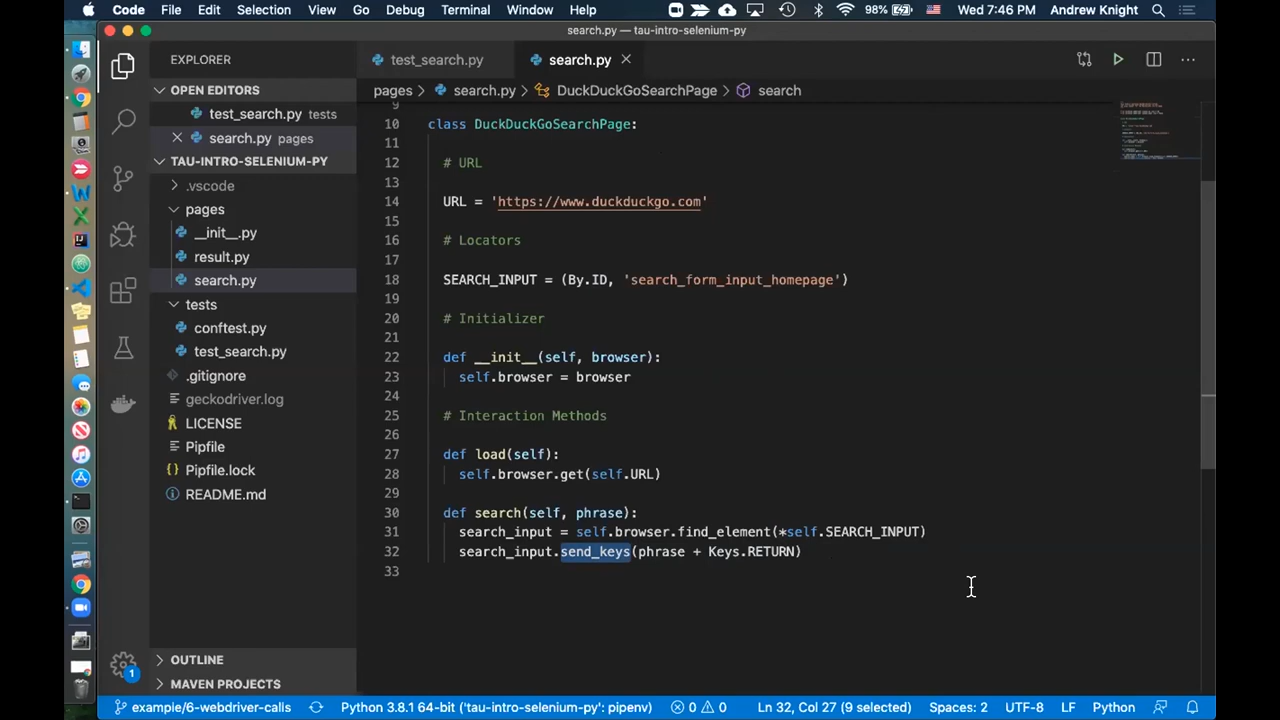 Code File Edit Selection View Go Debug Terminal Window Help 98% Wed 7:46 PM Andrew Knight
search.py — tau-intro-selenium-py
EXPLORER
test_search.py search.py
OPEN EDITORS
pages > search.py > DuckDuckGoSearchPage > search
test_search.py tests
search.py pages
TAU-INTRO-SELENIUM-PY
.vscode
pages
__init__.py
result.py
search.py
tests
conftest.py
test_search.py
.gitignore
geckodriver.log
LICENSE
Pipfile
Pipfile.lock
README.md
OUTLINE
MAVEN PROJECTS
9
10 class DuckDuckGoSearchPage:
11
12 # URL
13
14 URL = 'https://www.duckduckgo.com'
15
16 # Locators
17
18 SEARCH_INPUT = (By.ID, 'search_form_input_homepage')
19
20 # Initializer
21
22 def __init__(self, browser):
23 self.browser = browser
24
25 # Interaction Methods
26
27 def load(self):
28 self.browser.get(self.URL)
29
30 def search(self, phrase):
31 search_input = self.browser.find_element(*self.SEARCH_INPUT)
32 search_input.send_keys(phrase + Keys.RETURN)
33
1
example/6-webdriver-calls Python 3.8.1 64-bit ('tau-intro-selenium-py': pipenv) 0 0 Ln 32, Col 27 (9 selected) Spaces: 2 UTF-8 LF Python